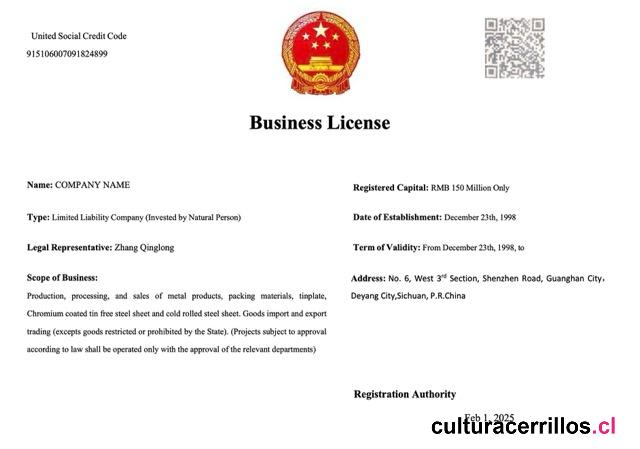 United Social Credit Code
915106007091824899
Business License
Name: COMPANY NAME
Type: Limited Liability Company (Invested by Natural Person)
Legal Representative: Zhang Qinglong
Scope of Business:
Production, processing, and sales of metal products, packing materials, tinplate,
Chromium coated tin free steel sheet and cold rolled steel sheet. Goods import and export
trading (excepts goods restricted or prohibited by the State). (Projects subject to approval
according to law shall be operated only with the approval of the relevant departments)
Registered Capital: RMB 150 Million Only
Date of Establishment: December 23th, 1998
Term of Validity: From December 23th, 1998, to
Address: No. 6, West 3rd Section, Shenzhen Road, Guanghan City,
Deyang City,Sichuan, P.R.China
Registration Authority
Feb 1, 2025
culturacerrillos.cl